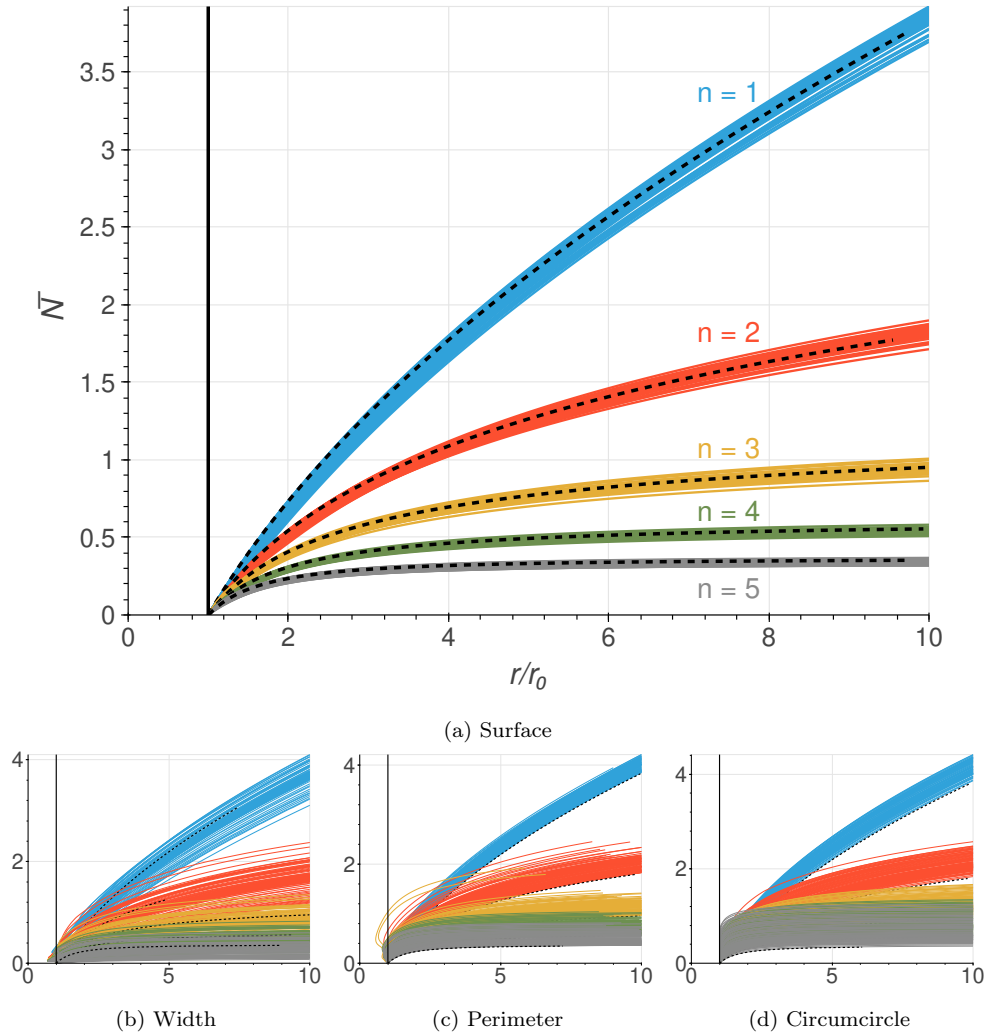 3.5
3
2.5
2
1.5
1
0.5
0
N̅
n = 1
n = 2
n = 3
n = 4
n = 5
0 2 4 6 8 10
r/r₀
(a) Surface
4
2
0
0 5 10
(b) Width
4
2
0
0 5 10
(c) Perimeter
4
2
0
0 5 10
(d) Circumcircle